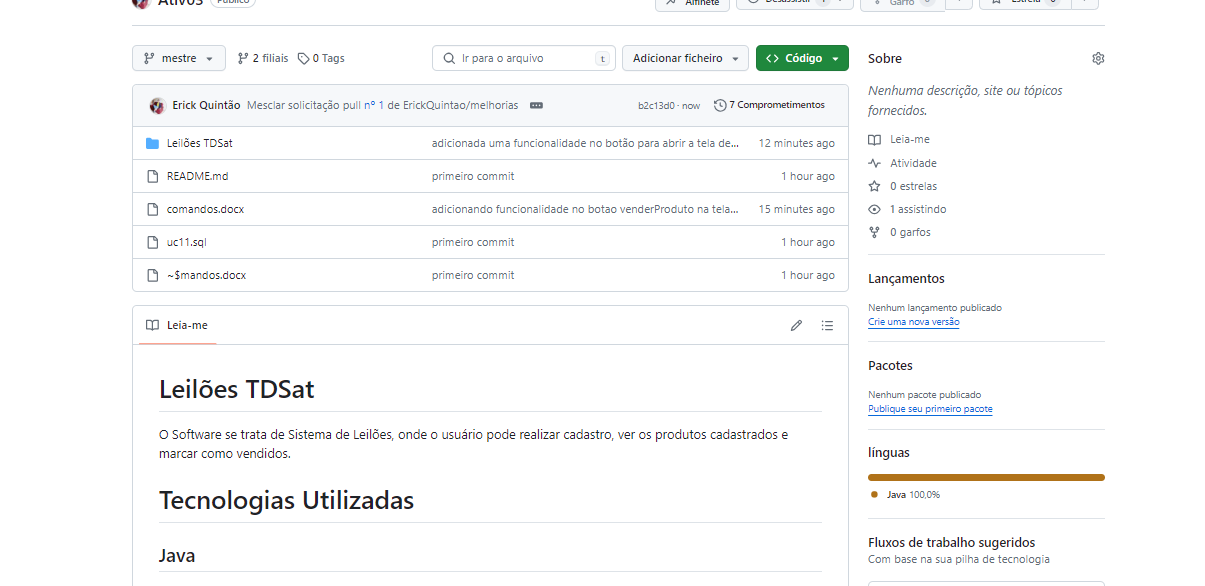 Ativ03 Público
Alfinete Desassistir 1 Garfo 0 Estrela 0
mestre 2 filiais 0 Tags Ir para o arquivo t Adicionar ficheiro Código
Erick Quintão Mesclar solicitação pull nº 1 de ErickQuintao/melhorias b2c13d0 · now 7 Comprometimentos
Leilões TDSat adicionada uma funcionalidade no botão para abrir a tela de... 12 minutes ago
README.md primeiro commit 1 hour ago
comandos.docx adicionando funcionalidade no botao venderProduto na tela... 15 minutes ago
uc11.sql primeiro commit 1 hour ago
~$mandos.docx primeiro commit 1 hour ago
Leia-me
Leilões TDSat
O Software se trata de Sistema de Leilões, onde o usuário pode realizar cadastro, ver os produtos cadastrados e
marcar como vendidos.
Tecnologias Utilizadas
Java
Sobre
Nenhuma descrição, site ou tópicos
fornecidos.
Leia-me
Atividade
0 estrelas
1 assistindo
0 garfos
Lançamentos
Nenhum lançamento publicado
Crie uma nova versão
Pacotes
Nenhum pacote publicado
Publique seu primeiro pacote
línguas
Java 100,0%
Fluxos de trabalho sugeridos
Com base na sua pilha de tecnologia